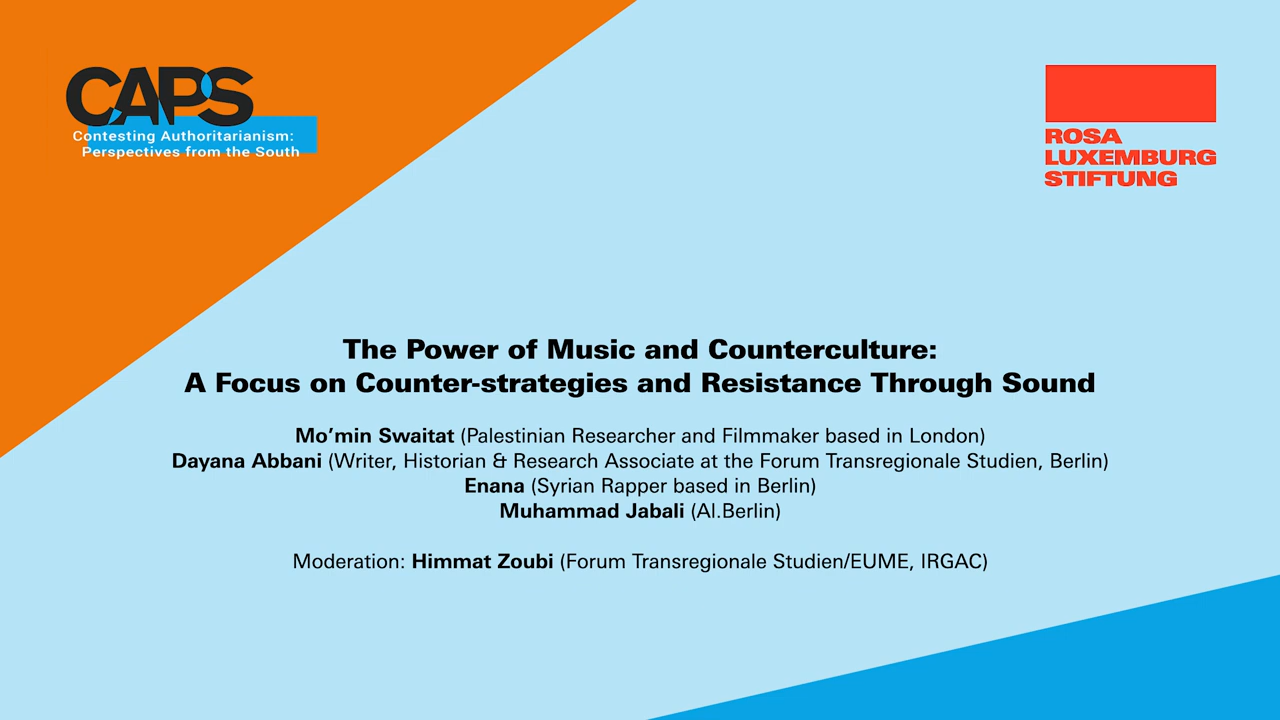 CAPS
Contesting Authoritarianism:
Perspectives from the South
ROSA
LUXEMBURG
STIFTUNG
The Power of Music and Counterculture:
A Focus on Counter-strategies and Resistance Through Sound
Mo’min Swaitat (Palestinian Researcher and Filmmaker based in London)
Dayana Abbani (Writer, Historian & Research Associate at the Forum Transregionale Studien, Berlin)
Enana (Syrian Rapper based in Berlin)
Muhammad Jabali (Al.Berlin)
Moderation: Himmat Zoubi (Forum Transregionale Studien/EUME, IRGAC)